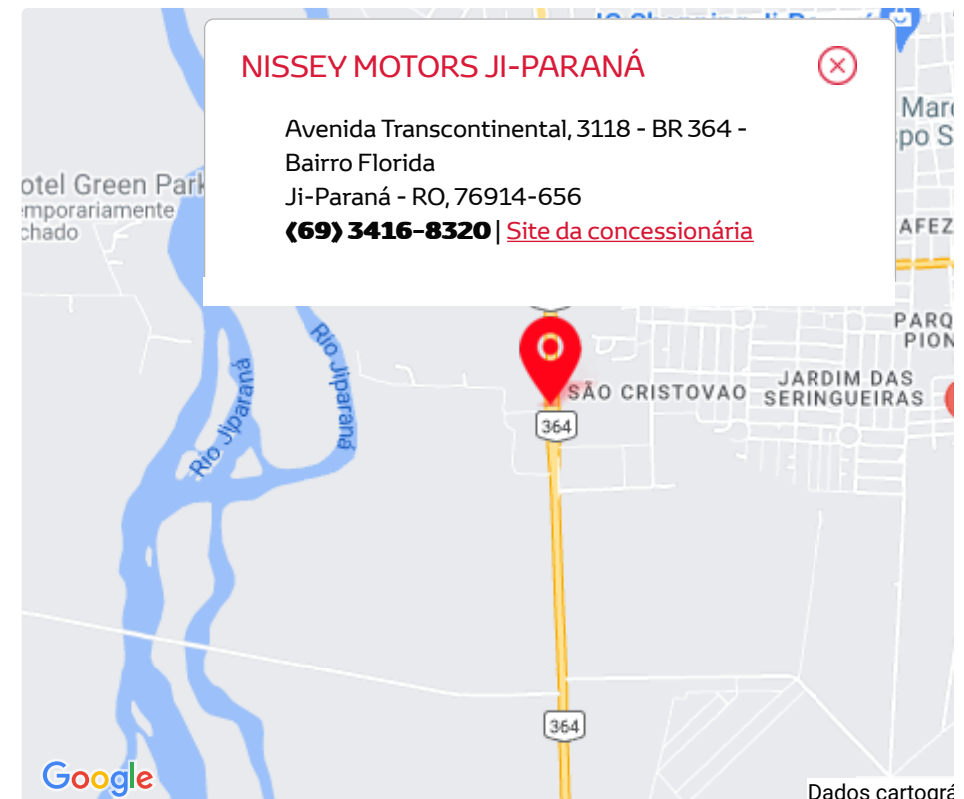 NISSEY MOTORS JI-PARANÁ
Avenida Transcontinental, 3118 - BR 364 -
Bairro Florida
Ji-Paraná - RO, 76914-656
(69) 3416-8320 | Site da concessionária
otel Green Park
emporariamente
chado
Marc
po S
AFEZ
PARQ
PION
Rio Jiparaná
Rio Jiparaná
SÃO CRISTOVAO
JARDIM DAS
SERINGUEIRAS
364
364
Google
Dados cartográ